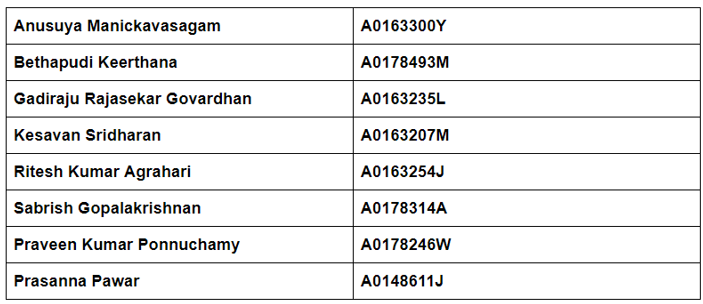 Anusuya Manickavasagam A0163300Y
Bethapudi Keerthana A0178493M
Gadiraju Rajasekar Govardhan A0163235L
Kesavan Sridharan A0163207M
Ritesh Kumar Agrahari A0163254J
Sabrish Gopalakrishnan A0178314A
Praveen Kumar Ponnuchamy A0178246W
Prasanna Pawar A0148611J